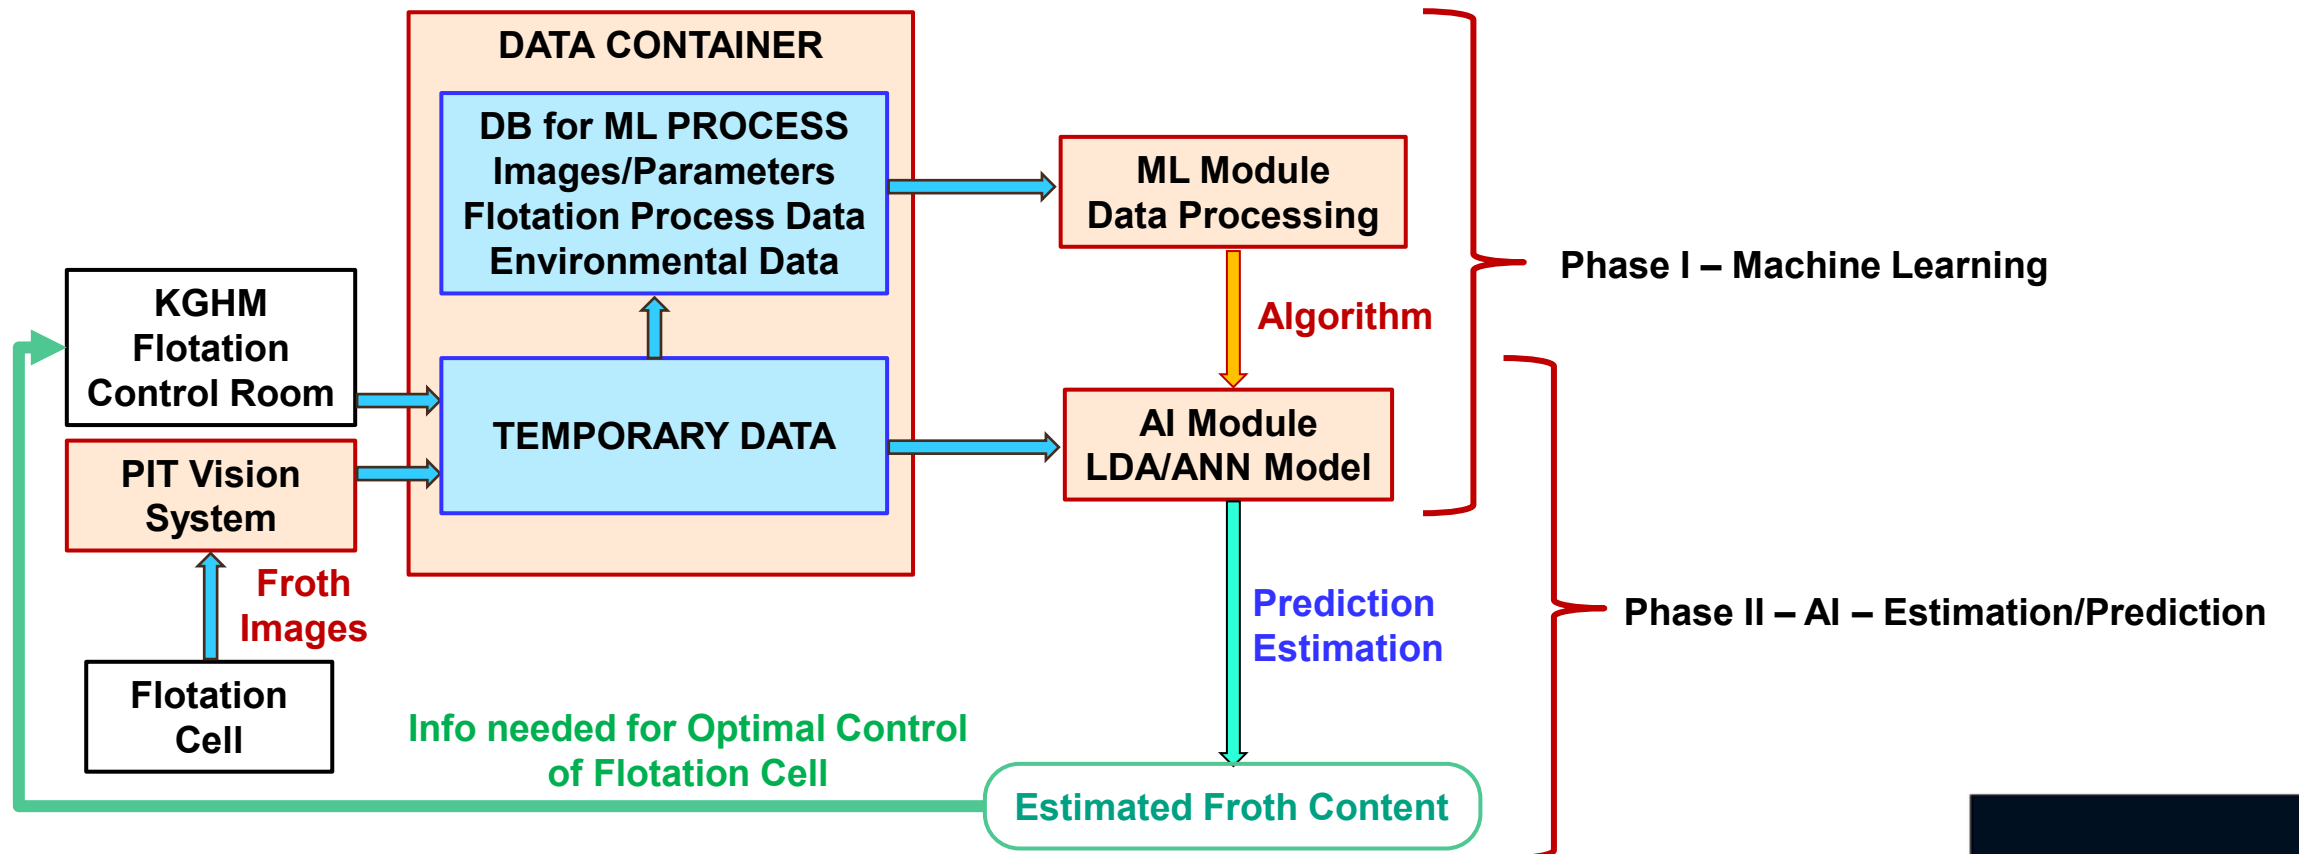 DATA CONTAINER
DB for ML PROCESS
Images/Parameters
Flotation Process Data
Environmental Data
TEMPORARY DATA
KGHM
Flotation
Control Room
PIT Vision
System
Froth
Images
Flotation
Cell
ML Module
Data Processing
Algorithm
AI Module
LDA/ANN Model
Prediction
Estimation
Info needed for Optimal Control
of Flotation Cell
Estimated Froth Content
Phase I – Machine Learning
Phase II – AI – Estimation/Prediction